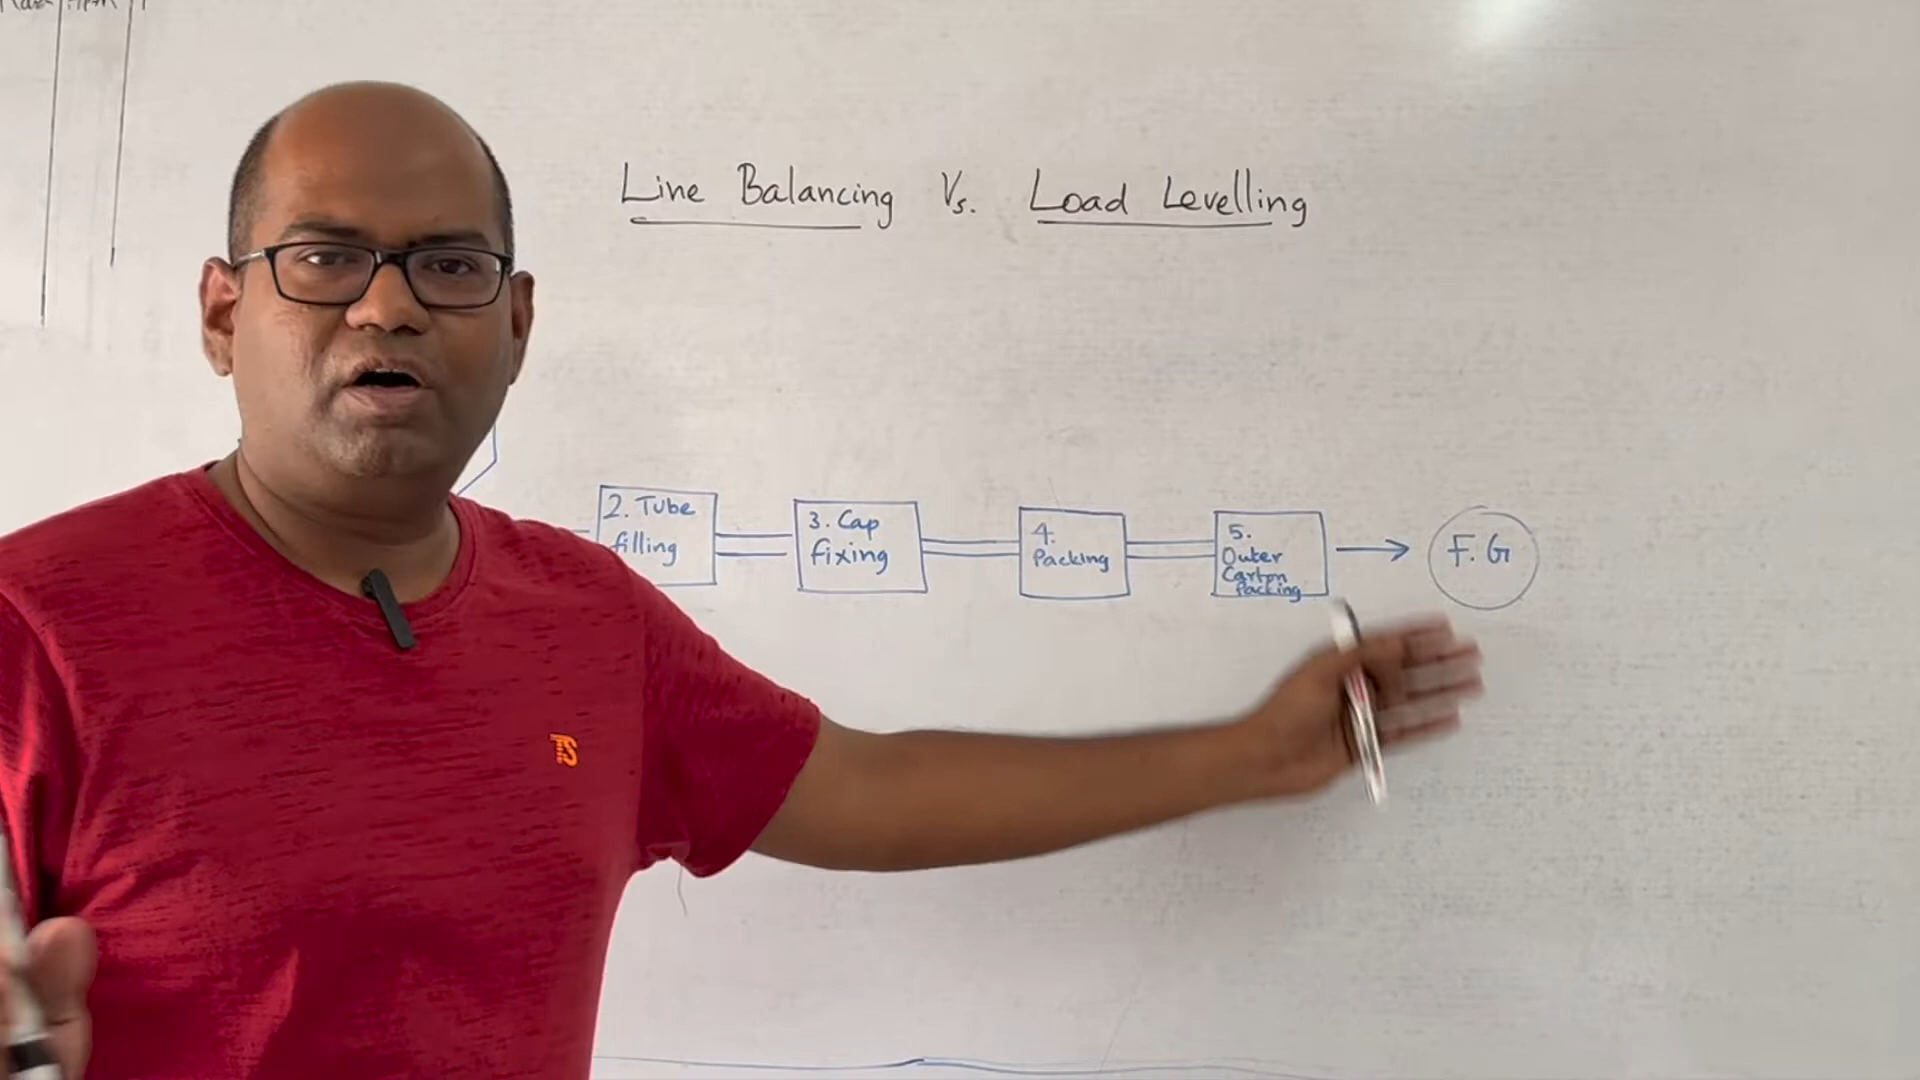 Line Balancing Vs. Load Levelling
2. Tube
filling
3. Cap
fixing
4.
Packing
5.
Outer
Carton
Packing
F. G
TS